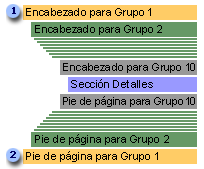 1 Encabezado para Grupo 1
Encabezado para Grupo 2
Encabezado para Grupo 10
Sección Detalles
Pie de página para Grupo 10
Pie de página para Grupo 2
2 Pie de página para Grupo 1